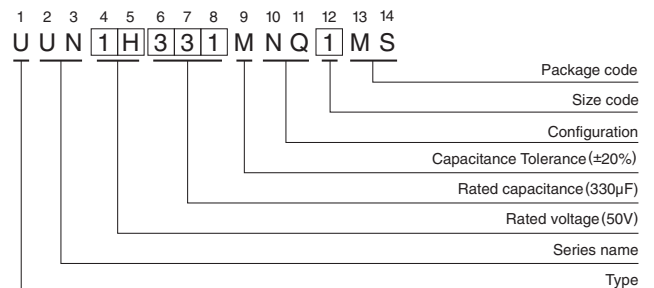 1 2 3 4 5 6 7 8 9 10 11 12 13 14
U U N 1 H 3 3 1 M N Q 1 M S
Package code
Size code
Configuration
Capacitance Tolerance (±20%)
Rated capacitance (330µF)
Rated voltage (50V)
Series name
Type